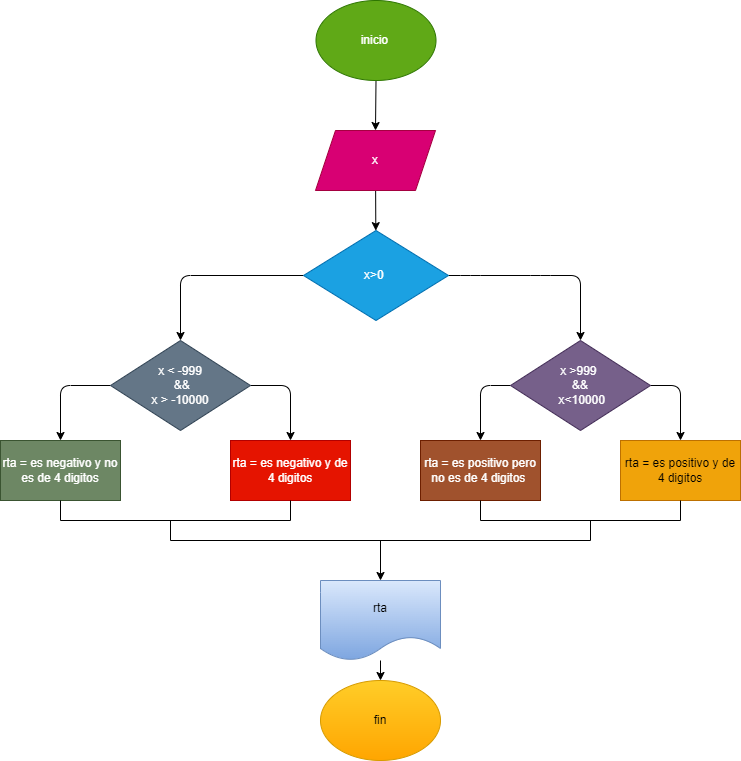 inicio
x
x>0
x < -999
&&
x > -10000
x >999
&&
x<10000
rta = es negativo y no
es de 4 digitos
rta = es negativo y de
4 digitos
rta = es positivo pero
no es de 4 digitos
rta = es positivo y de
4 digitos
rta
fin